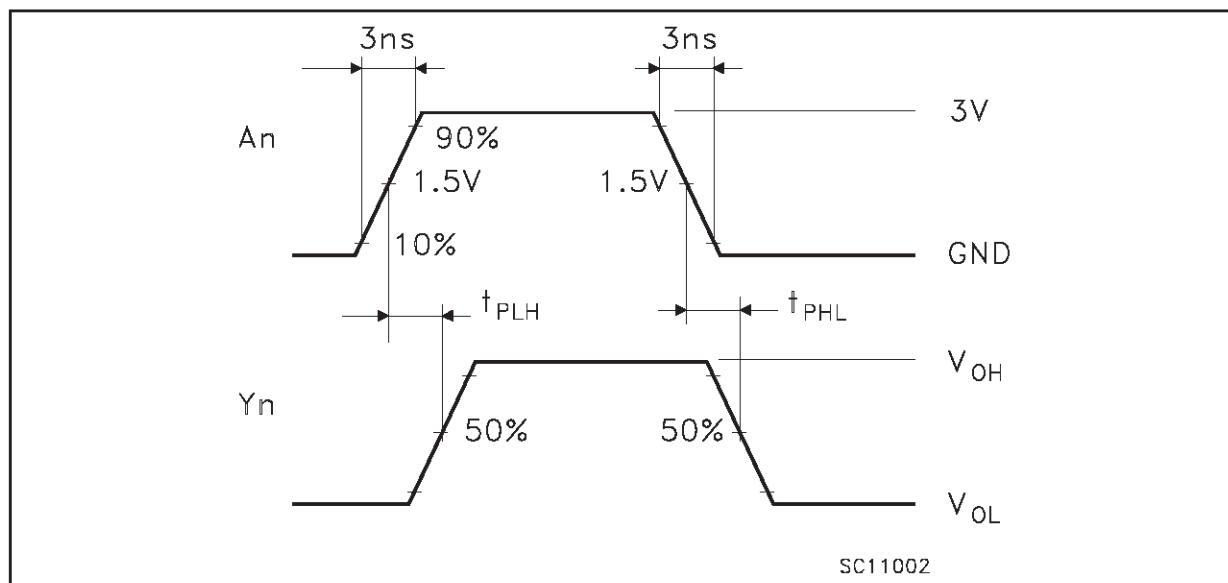 3ns 3ns
3V
An
90%
1.5V 1.5V
10%
GND
tPLH tPHL
VOH
Yn
50% 50%
VOL
SC11002